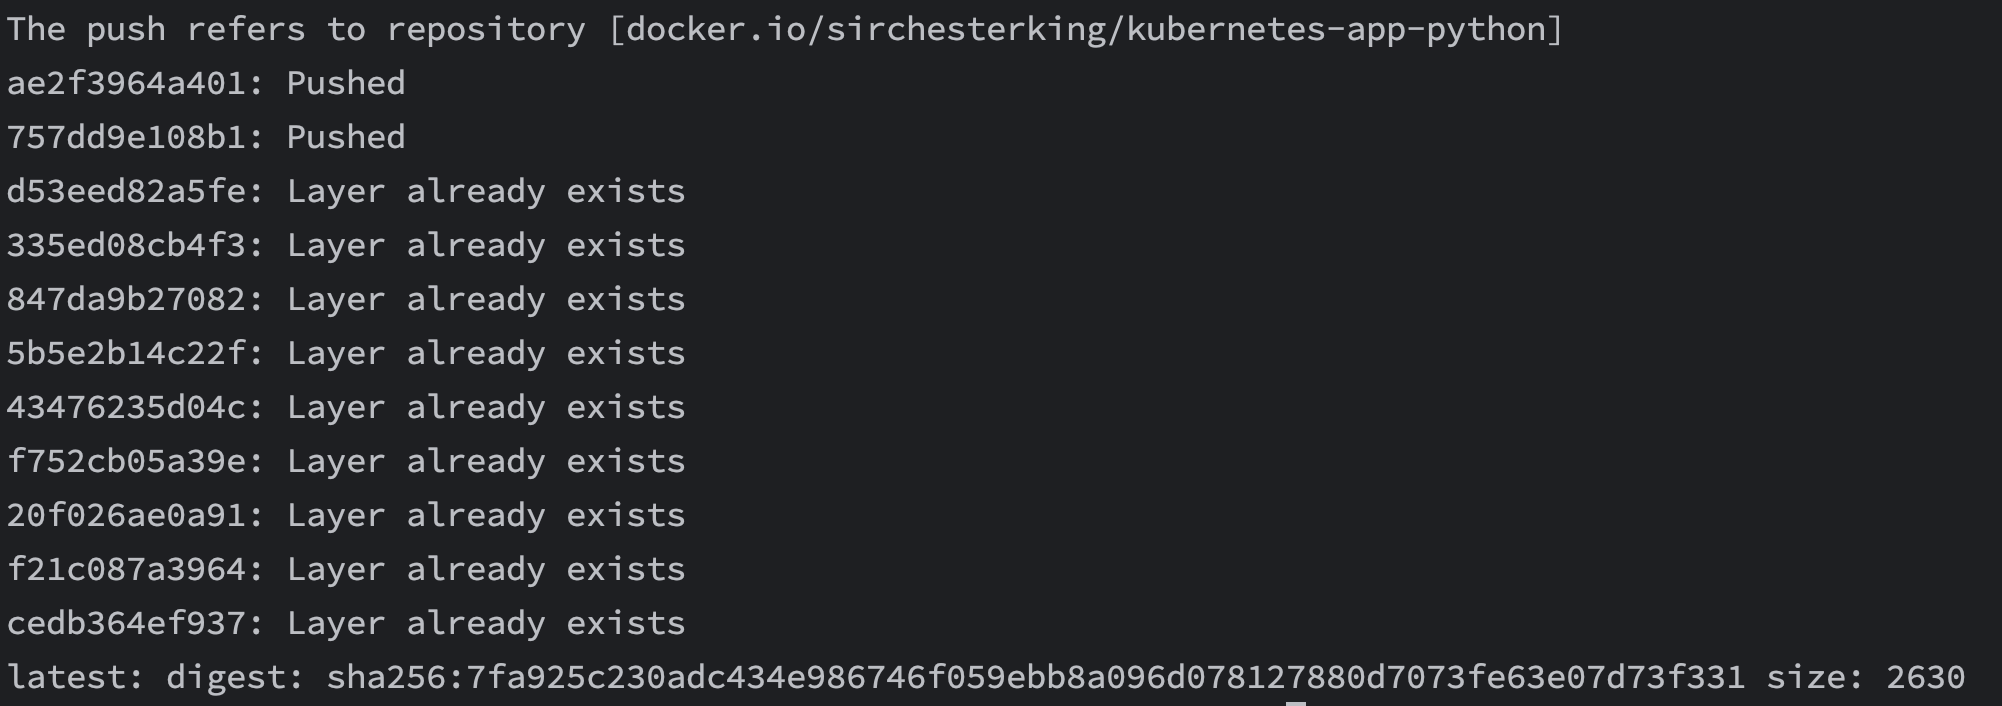 The push refers to repository [docker.io/sirchesterking/kubernetes-app-python]
ae2f3964a401: Pushed
757dd9e108b1: Pushed
d53eed82a5fe: Layer already exists
335ed08cb4f3: Layer already exists
847da9b27082: Layer already exists
5b5e2b14c22f: Layer already exists
43476235d04c: Layer already exists
f752cb05a39e: Layer already exists
20f026ae0a91: Layer already exists
f21c087a3964: Layer already exists
cedb364ef937: Layer already exists
latest: digest: sha256:7fa925c230adc434e986746f059ebb8a096d078127880d7073fe63e07d73f331 size: 2630